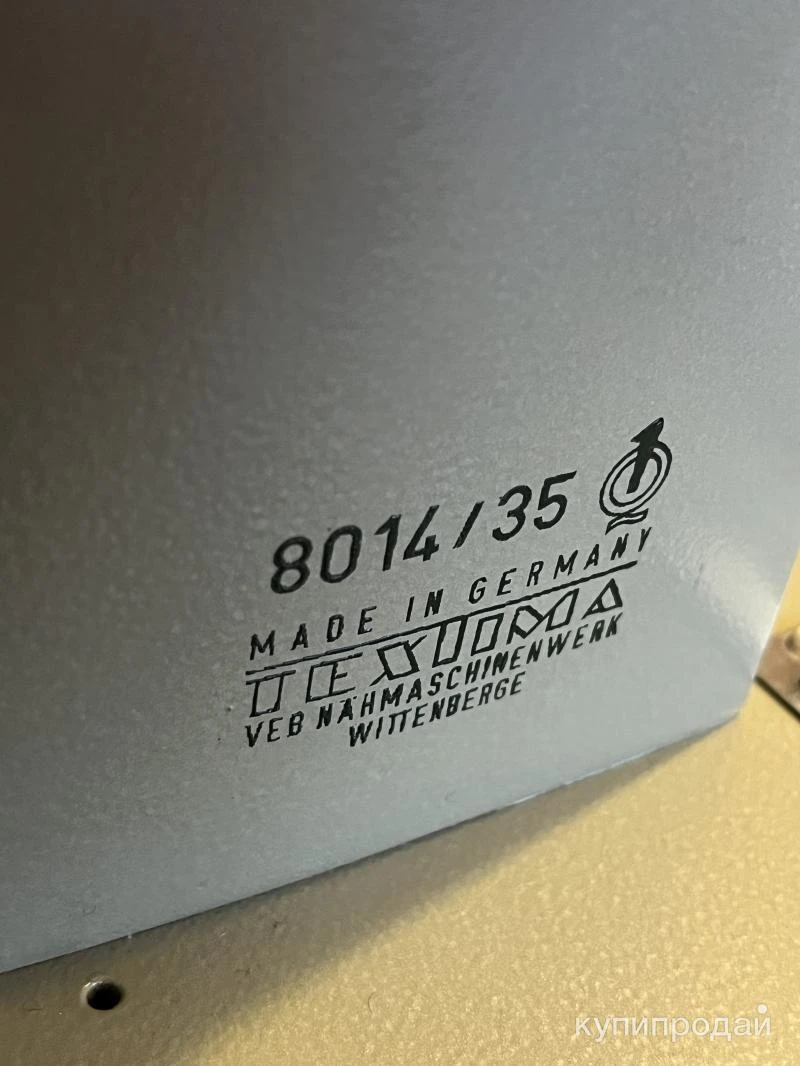 8014/35
MADE IN GERMANY
TEXTIMA
VEB NÄHMASCHINENWERK
WITTENBERGE
купипродай